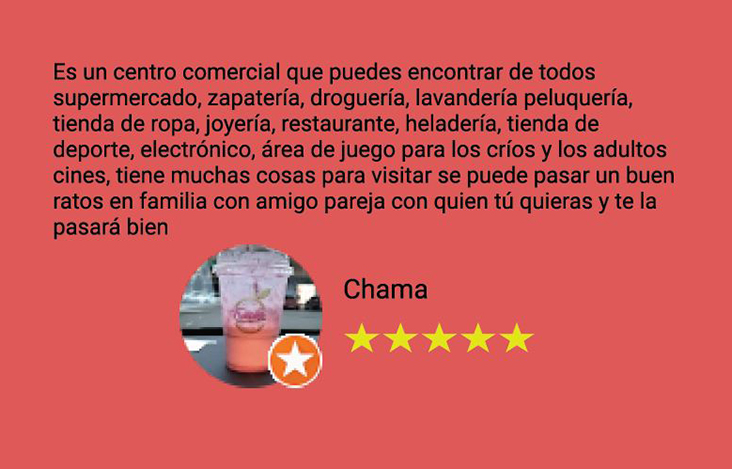 Es un centro comercial que puedes encontrar de todos
supermercado, zapatería, droguería, lavandería peluquería,
tienda de ropa, joyería, restaurante, heladería, tienda de
deporte, electrónico, área de juego para los críos y los adultos
cines, tiene muchas cosas para visitar se puede pasar un buen
ratos en familia con amigo pareja con quien tú quieras y te la
pasará bien
Chama